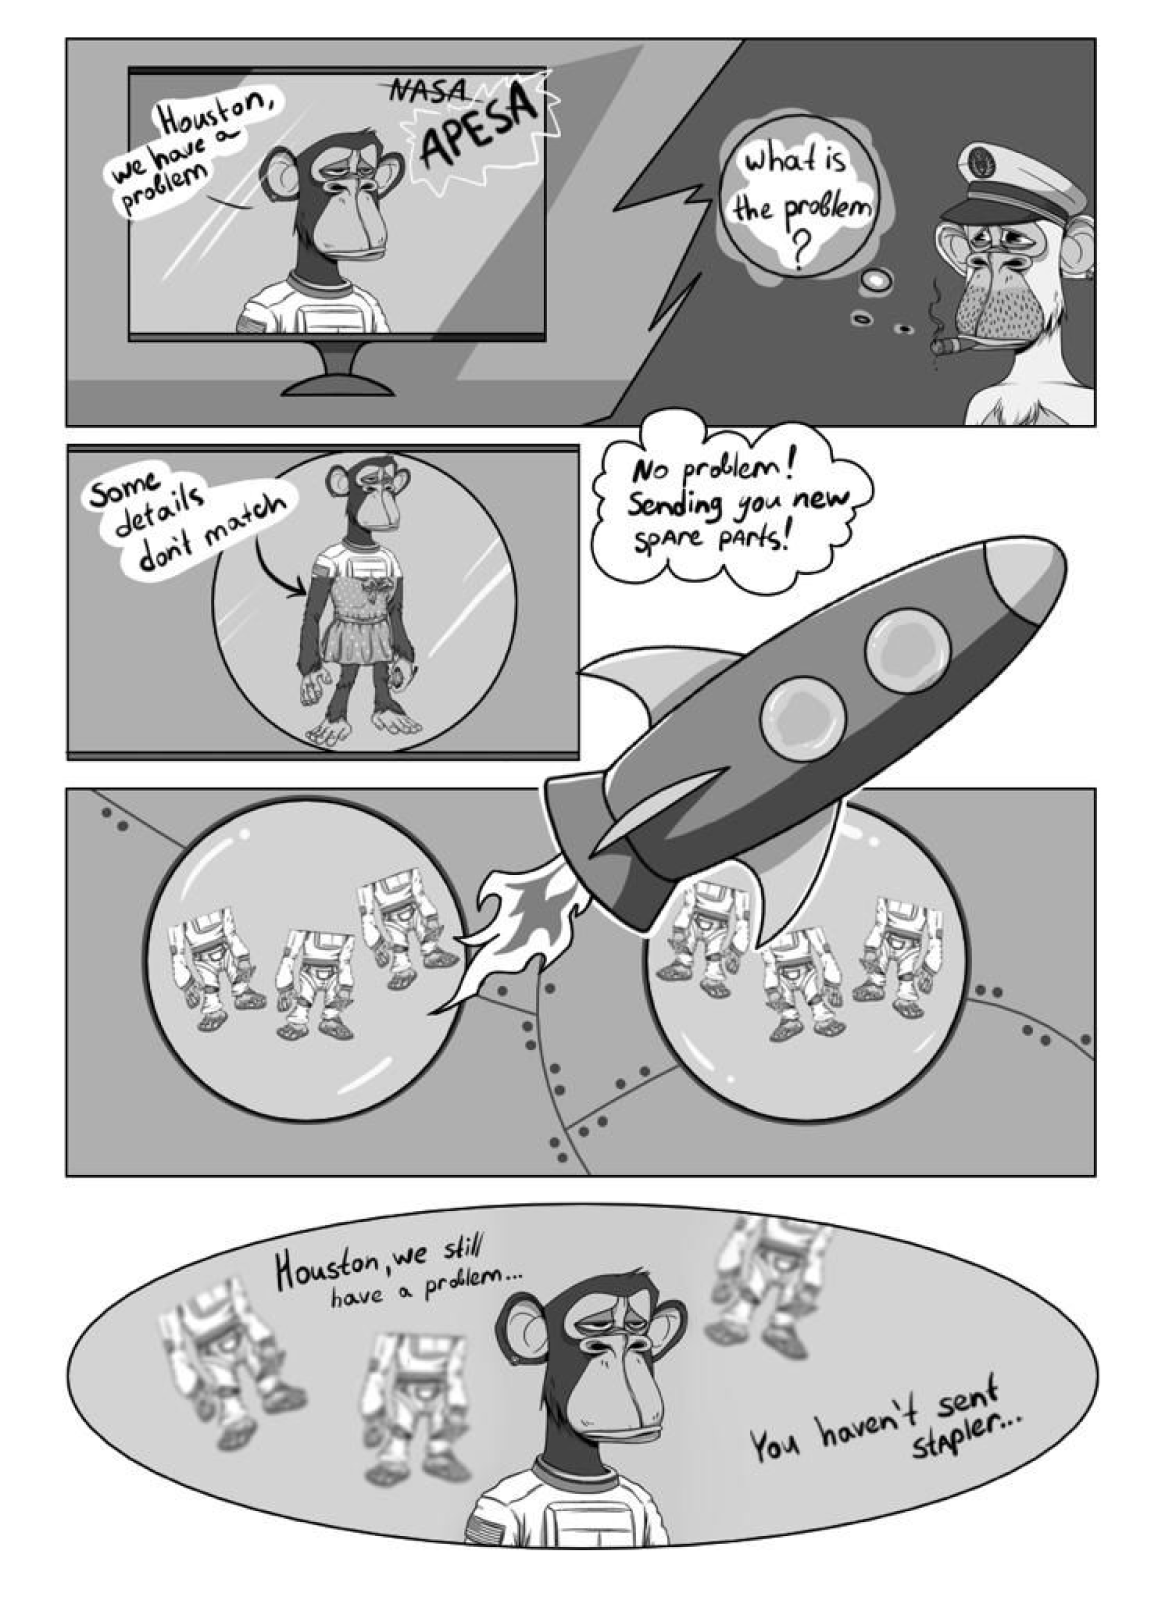 Houston,
we have a
problem
NASA
APESA
What is
the problem
?
Some
details
don't match
No problem!
Sending you new
spare parts!
Houston, we still
have a problem...
You haven't sent
stapler...